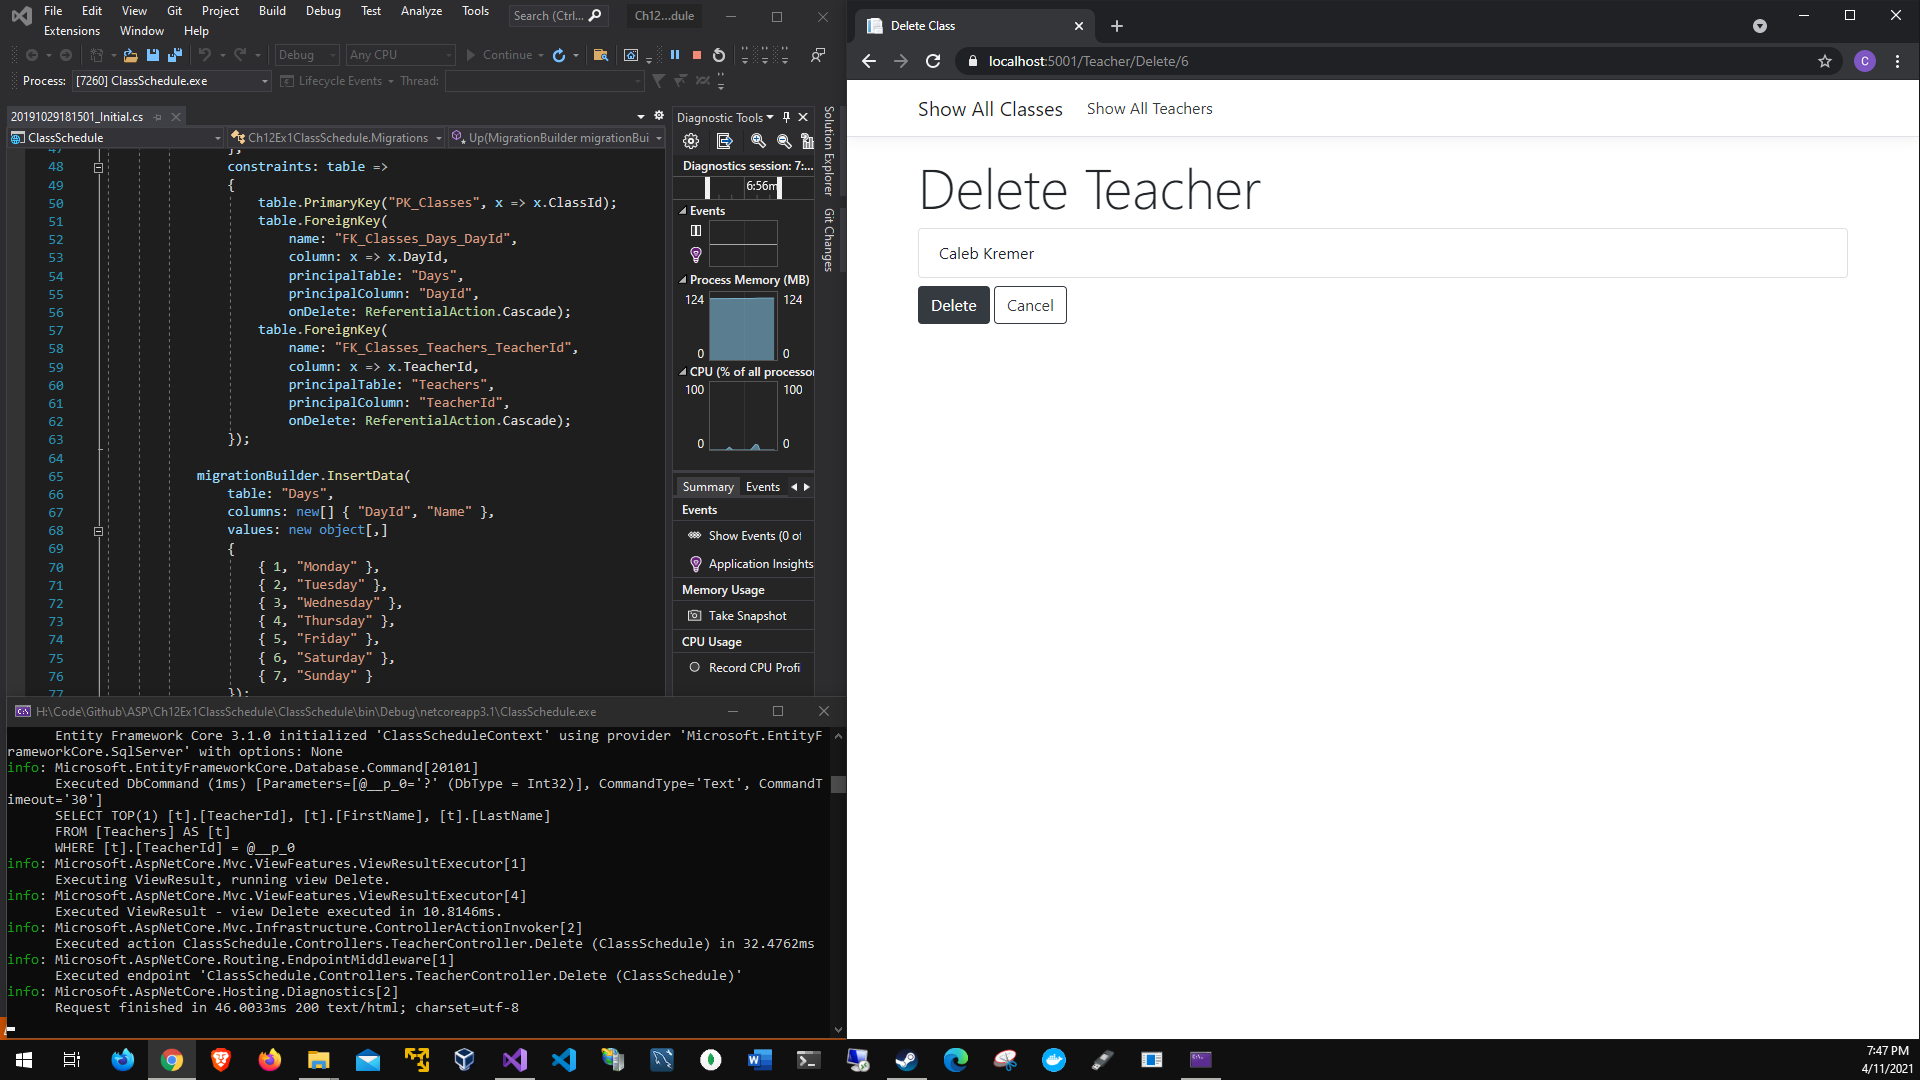 File Edit View Git Project Build Debug Test Analyze Tools
Search (Ctrl...
Ch12...dule
Extensions Window Help
Debug
Any CPU
Continue
Process: [7260] ClassSchedule.exe
Lifecycle Events
Thread:
20191029181501_Initial.cs
ClassSchedule
Ch12Ex1ClassSchedule.Migrations
Up(MigrationBuilder migrationBui
47 },
48 constraints: table =>
49 {
50 table.PrimaryKey("PK_Classes", x => x.ClassId);
51 table.ForeignKey(
52 name: "FK_Classes_Days_DayId",
53 column: x => x.DayId,
54 principalTable: "Days",
55 principalColumn: "DayId",
56 onDelete: ReferentialAction.Cascade);
57 table.ForeignKey(
58 name: "FK_Classes_Teachers_TeacherId",
59 column: x => x.TeacherId,
60 principalTable: "Teachers",
61 principalColumn: "TeacherId",
62 onDelete: ReferentialAction.Cascade);
63 });
64
65 migrationBuilder.InsertData(
66 table: "Days",
67 columns: new[] { "DayId", "Name" },
68 values: new object[,]
69 {
70 { 1, "Monday" },
71 { 2, "Tuesday" },
72 { 3, "Wednesday" },
73 { 4, "Thursday" },
74 { 5, "Friday" },
75 { 6, "Saturday" },
76 { 7, "Sunday" }
77 });
Diagnostic Tools
Diagnostics session: 7:...
6:56m
Events
Process Memory (MB)
124 124
0 0
CPU (% of all processor
100 100
0 0
Summary Events
Events
Show Events (0 of
Application Insights
Memory Usage
Take Snapshot
CPU Usage
Record CPU Profi
Solution Explorer
Git Changes
H:\Code\Github\ASP\Ch12Ex1ClassSchedule\ClassSchedule\bin\Debug\netcoreapp3.1\ClassSchedule.exe
Entity Framework Core 3.1.0 initialized 'ClassScheduleContext' using provider 'Microsoft.EntityF
rameworkCore.SqlServer' with options: None
info: Microsoft.EntityFrameworkCore.Database.Command[20101]
Executed DbCommand (1ms) [Parameters=[@__p_0='?' (DbType = Int32)], CommandType='Text', CommandT
imeout='30']
SELECT TOP(1) [t].[TeacherId], [t].[FirstName], [t].[LastName]
FROM [Teachers] AS [t]
WHERE [t].[TeacherId] = @__p_0
info: Microsoft.AspNetCore.Mvc.ViewFeatures.ViewResultExecutor[1]
Executing ViewResult, running view Delete.
info: Microsoft.AspNetCore.Mvc.ViewFeatures.ViewResultExecutor[4]
Executed ViewResult - view Delete executed in 10.8146ms.
info: Microsoft.AspNetCore.Mvc.Infrastructure.ControllerActionInvoker[2]
Executed action ClassSchedule.Controllers.TeacherController.Delete (ClassSchedule) in 32.4762ms
info: Microsoft.AspNetCore.Routing.EndpointMiddleware[1]
Executed endpoint 'ClassSchedule.Controllers.TeacherController.Delete (ClassSchedule)'
info: Microsoft.AspNetCore.Hosting.Diagnostics[2]
Request finished in 46.0033ms 200 text/html; charset=utf-8
Delete Class
localhost:5001/Teacher/Delete/6
C
Show All Classes Show All Teachers
Delete Teacher
Caleb Kremer
Delete Cancel
7:47 PM
4/11/2021